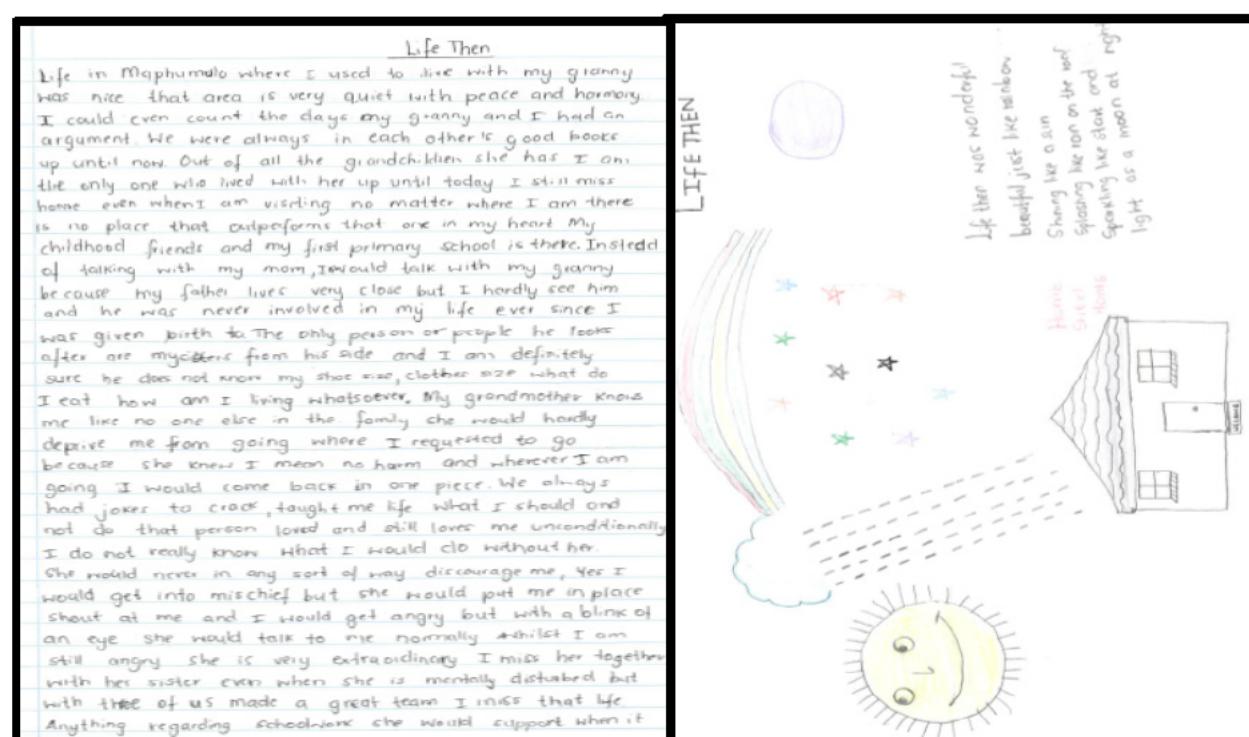 Life Then
Life in Maphumulo where I used to live with my granny
was nice that area is very quiet with peace and harmony
I could even count the days my granny and I had an
argument. We were always in each other's good books
up until now. Out of all the grandchildren she has I am
the only one who lived with her up until today I still miss
home even when I am visiting no matter where I am there
is no place that outperforms that one in my heart My
childhood friends and my first primary school is there. Instead
of talking with my mom, I would talk with my granny
because my father lives very close but I hardly see him
and he was never involved in my life ever since I
was given birth to. The only person or people he looks
after are my sisters from his side and I am definitely
sure he does not know my shoe size, clothes size what do
I eat how am I living whatsoever. My grandmother knows
me like no one else in the family she would hardly
deprive me from going where I requested to go
because she knew I mean no harm and wherever I am
going I would come back in one piece. We always
had jokes to crack, taught me life what I should and
not do that person loved and still loves me unconditionally
I do not really know what I would do without her.
She would never in any sort of way discourage me, Yes I
would get into mischief but she would put me in place
shout at me and I would get angry but with a blink of
an eye she would talk to me normally whilst I am
still angry she is very extraordinary I miss her together
with her sister even when she is mentally disturbed but
with three of us made a great team I miss that life.
Anything regarding schoolwork she would support when it
LIFE THEN
Life then was wonderful
beautiful just like rainbow
Shining like a
like rain on the roof
Sparkling like stars and
light as a moon at night
Home
Sweet
Home
WELCOME